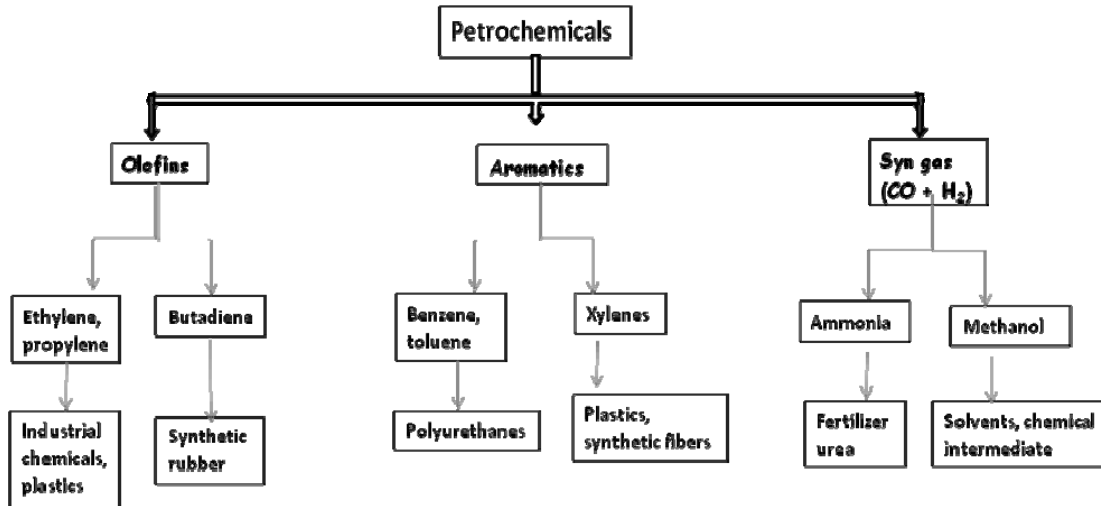 Petrochemicals
Olefins
Aromatics
Syn gas
(CO + H₂)
Ethylene,
propylene
Butadiene
Benzene,
toluene
Xylenes
Ammonia
Methanol
Industrial
chemicals,
plastics
Synthetic
rubber
Polyurethanes
Plastics,
synthetic fibers
Fertilizer
urea
Solvents, chemical
intermediate